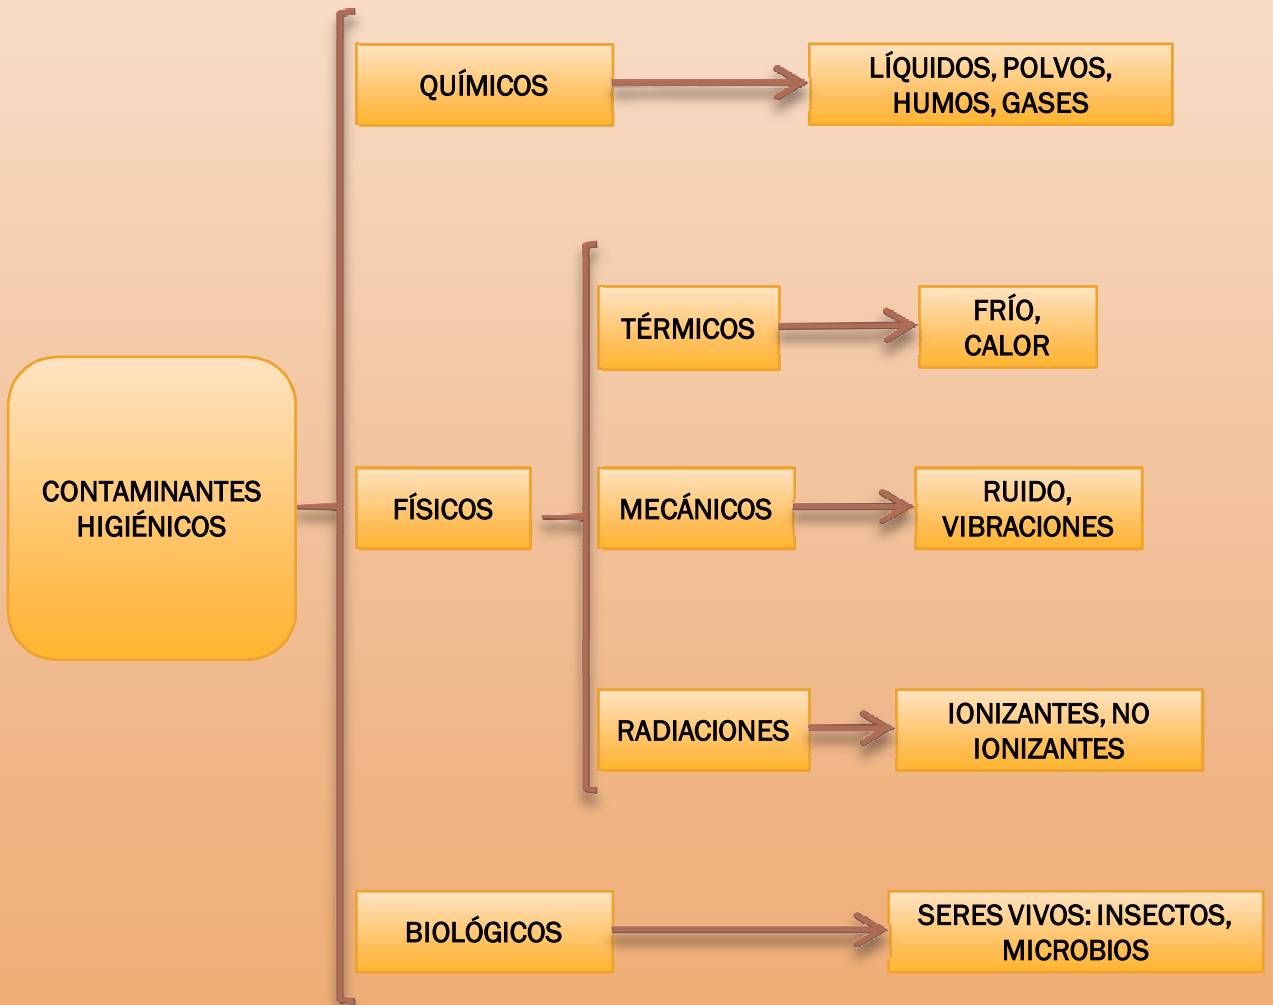 QUÍMICOS
LÍQUIDOS, POLVOS,
HUMOS, GASES
TÉRMICOS
FRÍO,
CALOR
CONTAMINANTES
HIGIÉNICOS
FÍSICOS
MECÁNICOS
RUIDO,
VIBRACIONES
RADIACIONES
IONIZANTES, NO
IONIZANTES
BIOLÓGICOS
SERES VIVOS: INSECTOS,
MICROBIOS